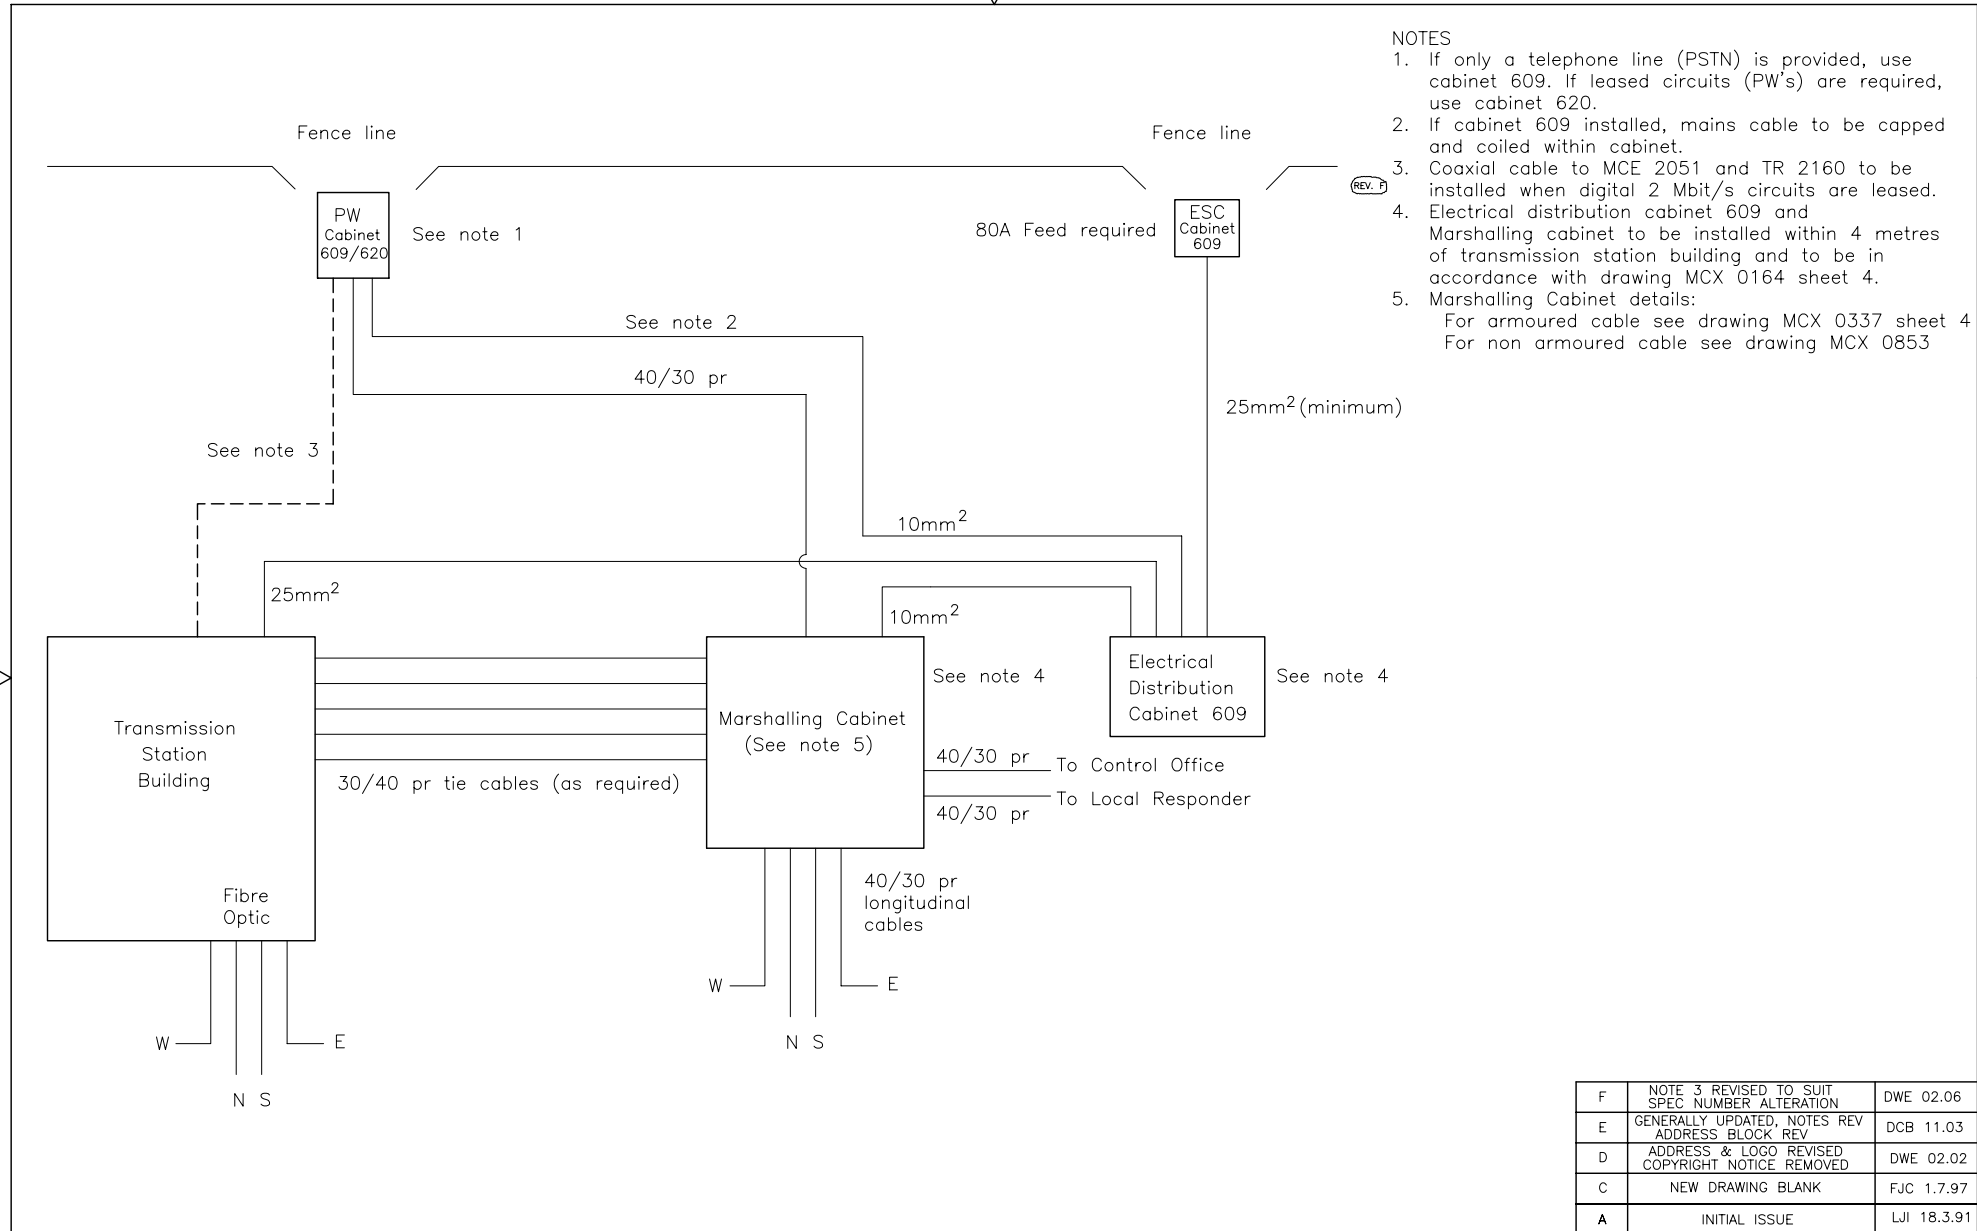 NOTES
1. If only a telephone line (PSTN) is provided, use
cabinet 609. If leased circuits (PW's) are required,
use cabinet 620.
2. If cabinet 609 installed, mains cable to be capped
and coiled within cabinet.
3. Coaxial cable to MCE 2051 and TR 2160 to be
installed when digital 2 Mbit/s circuits are leased.
REV. F
4. Electrical distribution cabinet 609 and
Marshalling cabinet to be installed within 4 metres
of transmission station building and to be in
accordance with drawing MCX 0164 sheet 4.
5. Marshalling Cabinet details:
For armoured cable see drawing MCX 0337 sheet 4
For non armoured cable see drawing MCX 0853
Fence line
Fence line
PW
Cabinet
609/620
See note 1
80A Feed required
ESC
Cabinet
609
See note 2
40/30 pr
25mm² (minimum)
See note 3
10mm²
25mm²
10mm²
Transmission
Station
Building
Fibre
Optic
30/40 pr tie cables (as required)
Marshalling Cabinet
(See note 5)
See note 4
Electrical
Distribution
Cabinet 609
See note 4
40/30 pr
To Control Office
To Local Responder
40/30 pr
40/30 pr
longitudinal
cables
W
E
N S
W
E
N S
F NOTE 3 REVISED TO SUIT
SPEC NUMBER ALTERATION DWE 02.06
E GENERALLY UPDATED, NOTES REV
ADDRESS BLOCK REV DCB 11.03
D ADDRESS & LOGO REVISED
COPYRIGHT NOTICE REMOVED DWE 02.02
C NEW DRAWING BLANK FJC 1.7.97
A INITIAL ISSUE LJI 18.3.91